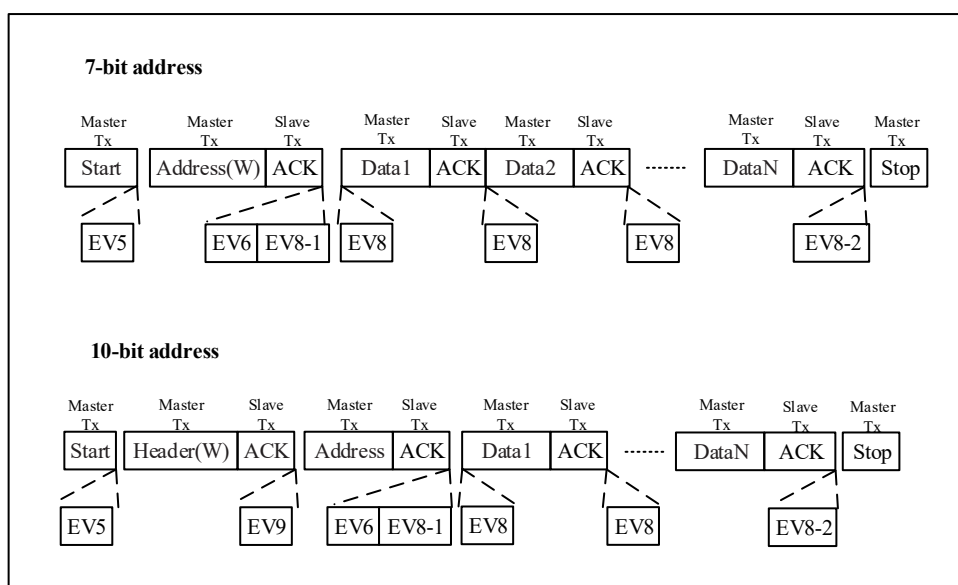 7-bit address
Master Tx Master Tx Slave Tx Master Tx Slave Tx Master Tx Slave Tx Master Tx Slave Tx Master Tx
Start Address(W) ACK Data1 ACK Data2 ACK ········ DataN ACK Stop
EV5 EV6 EV8-1 EV8 EV8 EV8 EV8-2
10-bit address
Master Tx Master Tx Slave Tx Master Tx Slave Tx Master Tx Slave Tx Master Tx Slave Tx Master Tx
Start Header(W) ACK Address ACK Data1 ACK ········ DataN ACK Stop
EV5 EV9 EV6 EV8-1 EV8 EV8 EV8-2